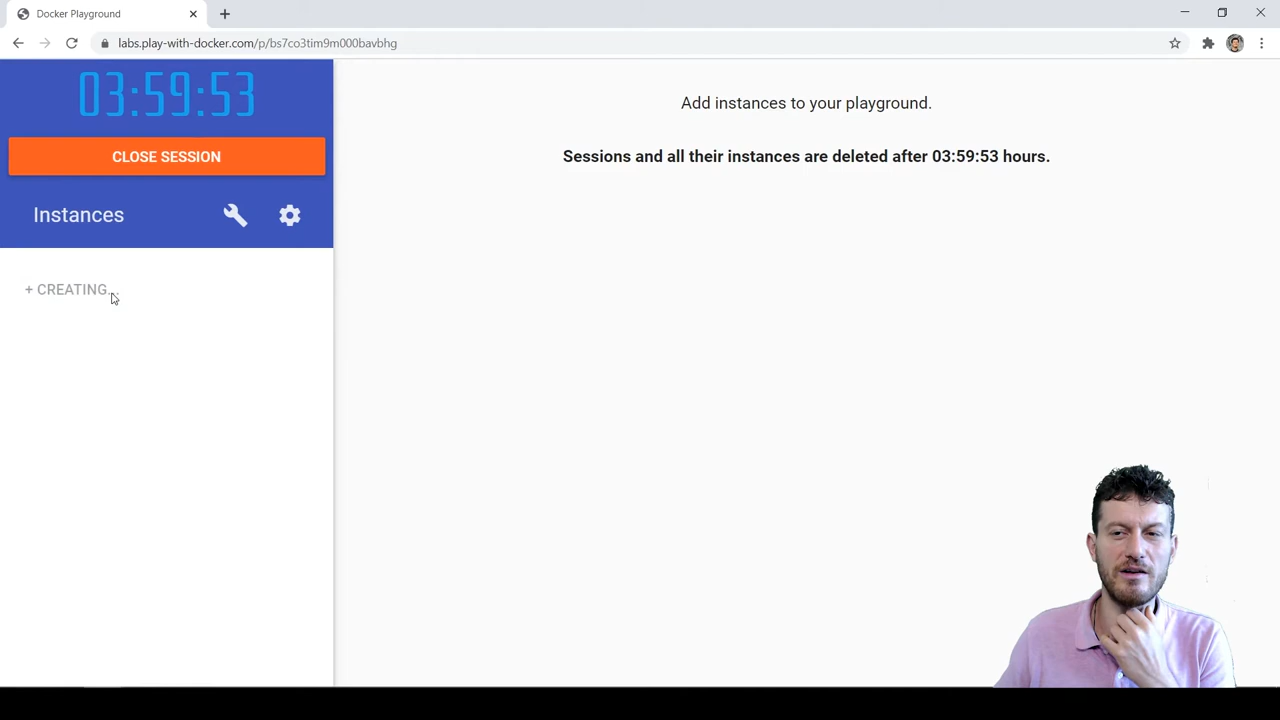 Docker Playground
labs.play-with-docker.com/p/bs7co3tim9m000bavbhg
03:59:53
CLOSE SESSION
Instances
+ CREATING...
Add instances to your playground.
Sessions and all their instances are deleted after 03:59:53 hours.